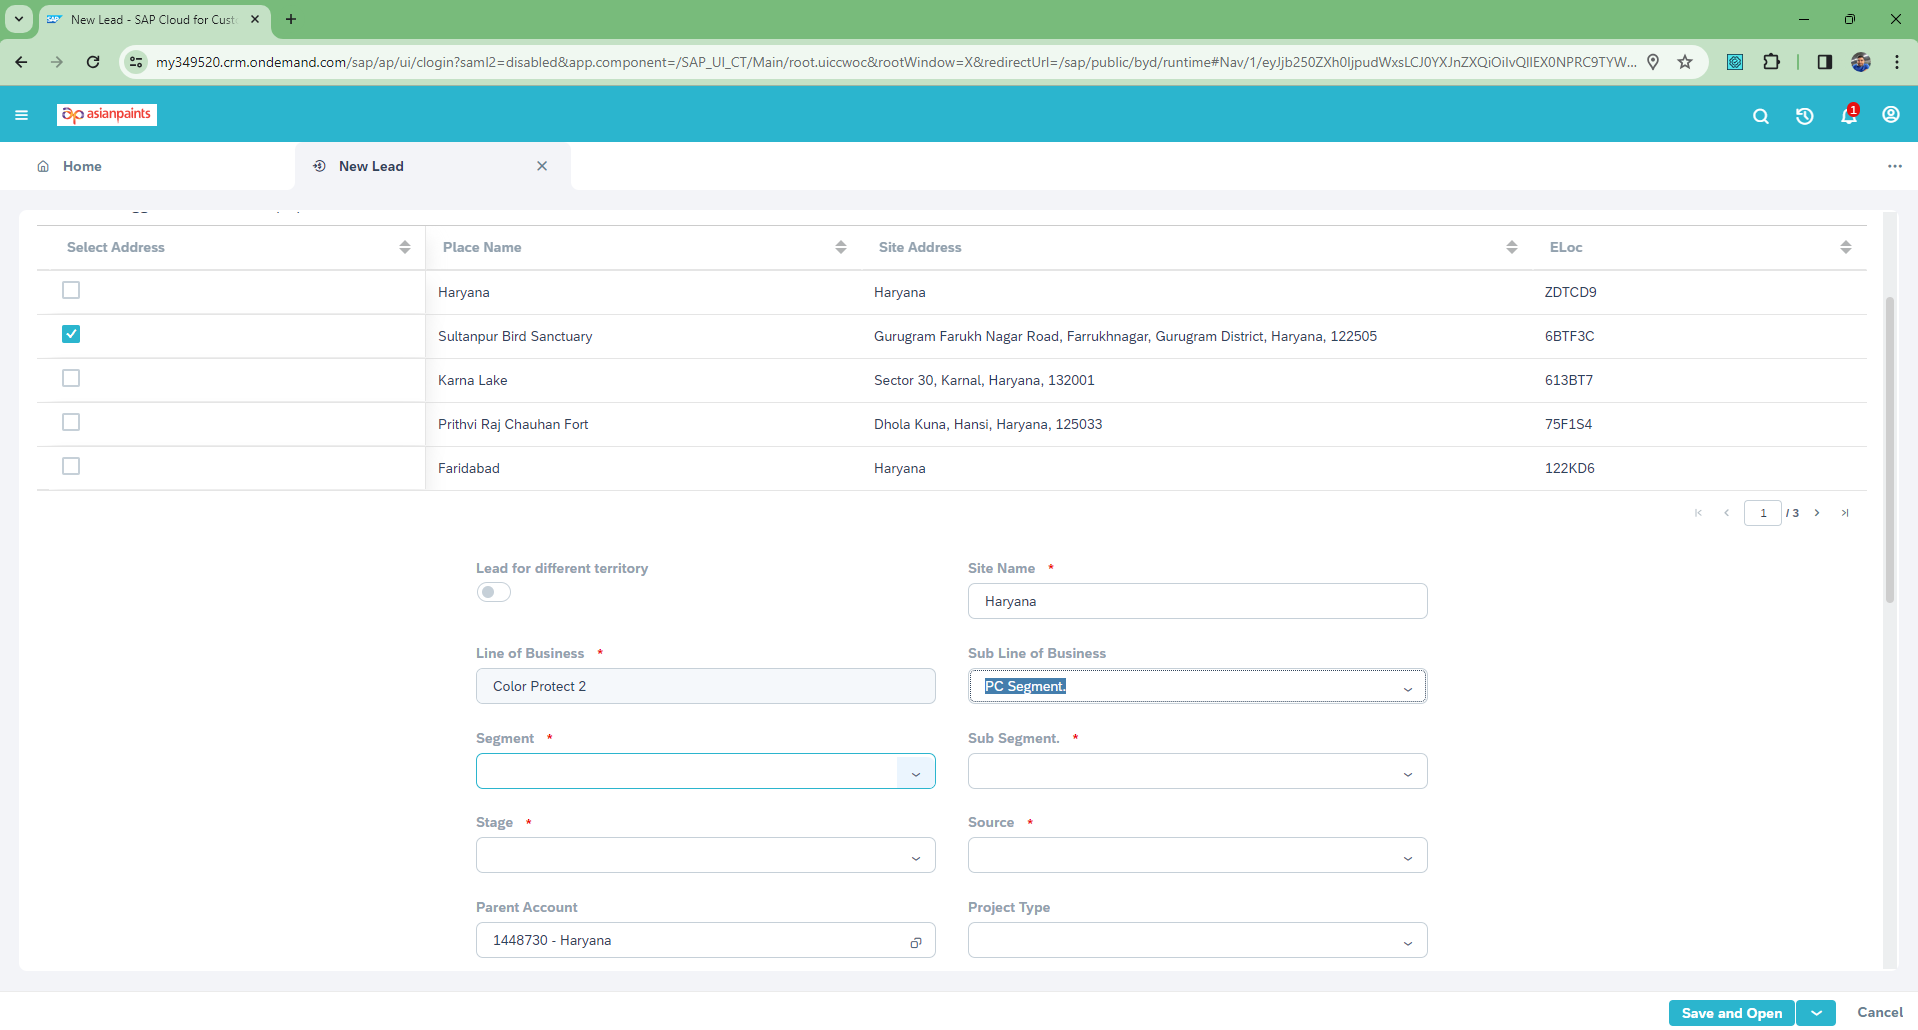 New Lead - SAP Cloud for Cust
my349520.crm.ondemand.com/sap/ap/ui/clogin?saml2=disabled&app.component=/SAP_UI_CT/Main/root.uiccwoc&rootWindow=X&redirectUrl=/sap/public/byd/runtime#Nav/1/eyJjb250ZXh0IjpudWxsLCJ0YXJnZXQiOiIvQllEX0NPRC9TYW...
asianpaints
1
Home
New Lead
Select Address Place Name Site Address ELoc
Haryana Haryana ZDTCD9
Sultanpur Bird Sanctuary Gurugram Farukh Nagar Road, Farrukhnagar, Gurugram District, Haryana, 122505 6BTF3C
Karna Lake Sector 30, Karnal, Haryana, 132001 613BT7
Prithvi Raj Chauhan Fort Dhola Kuna, Hansi, Haryana, 125033 75F1S4
Faridabad Haryana 122KD6
1 / 3
Lead for different territory Site Name *
Haryana
Line of Business * Sub Line of Business
Color Protect 2 PC Segment.
Segment * Sub Segment. *
Stage * Source *
Parent Account Project Type
1448730 - Haryana
Save and Open Cancel